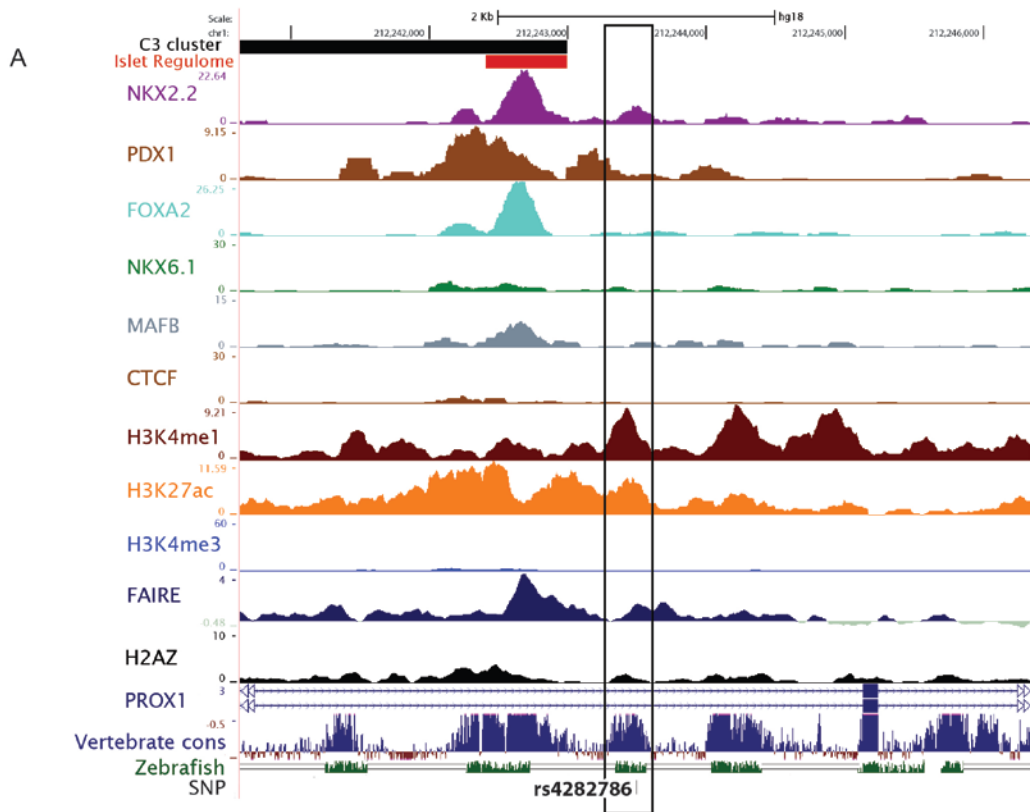 A
Scale: 2 Kb hg18
chr1: 212,242,000 212,243,000 212,244,000 212,245,000 212,246,000
C3 cluster
Islet Regulome
22.64
NKX2.2
0
9.15
PDX1
0
26.25
FOXA2
0
30
NKX6.1
0
15
MAFB
0
30
CTCF
0
9.21
H3K4me1
0
11.59
H3K27ac
0
60
H3K4me3
0
4
FAIRE
-0.48
10
H2AZ
0
PROX1
3
-0.5
Vertebrate cons
Zebrafish
SNP rs4282786